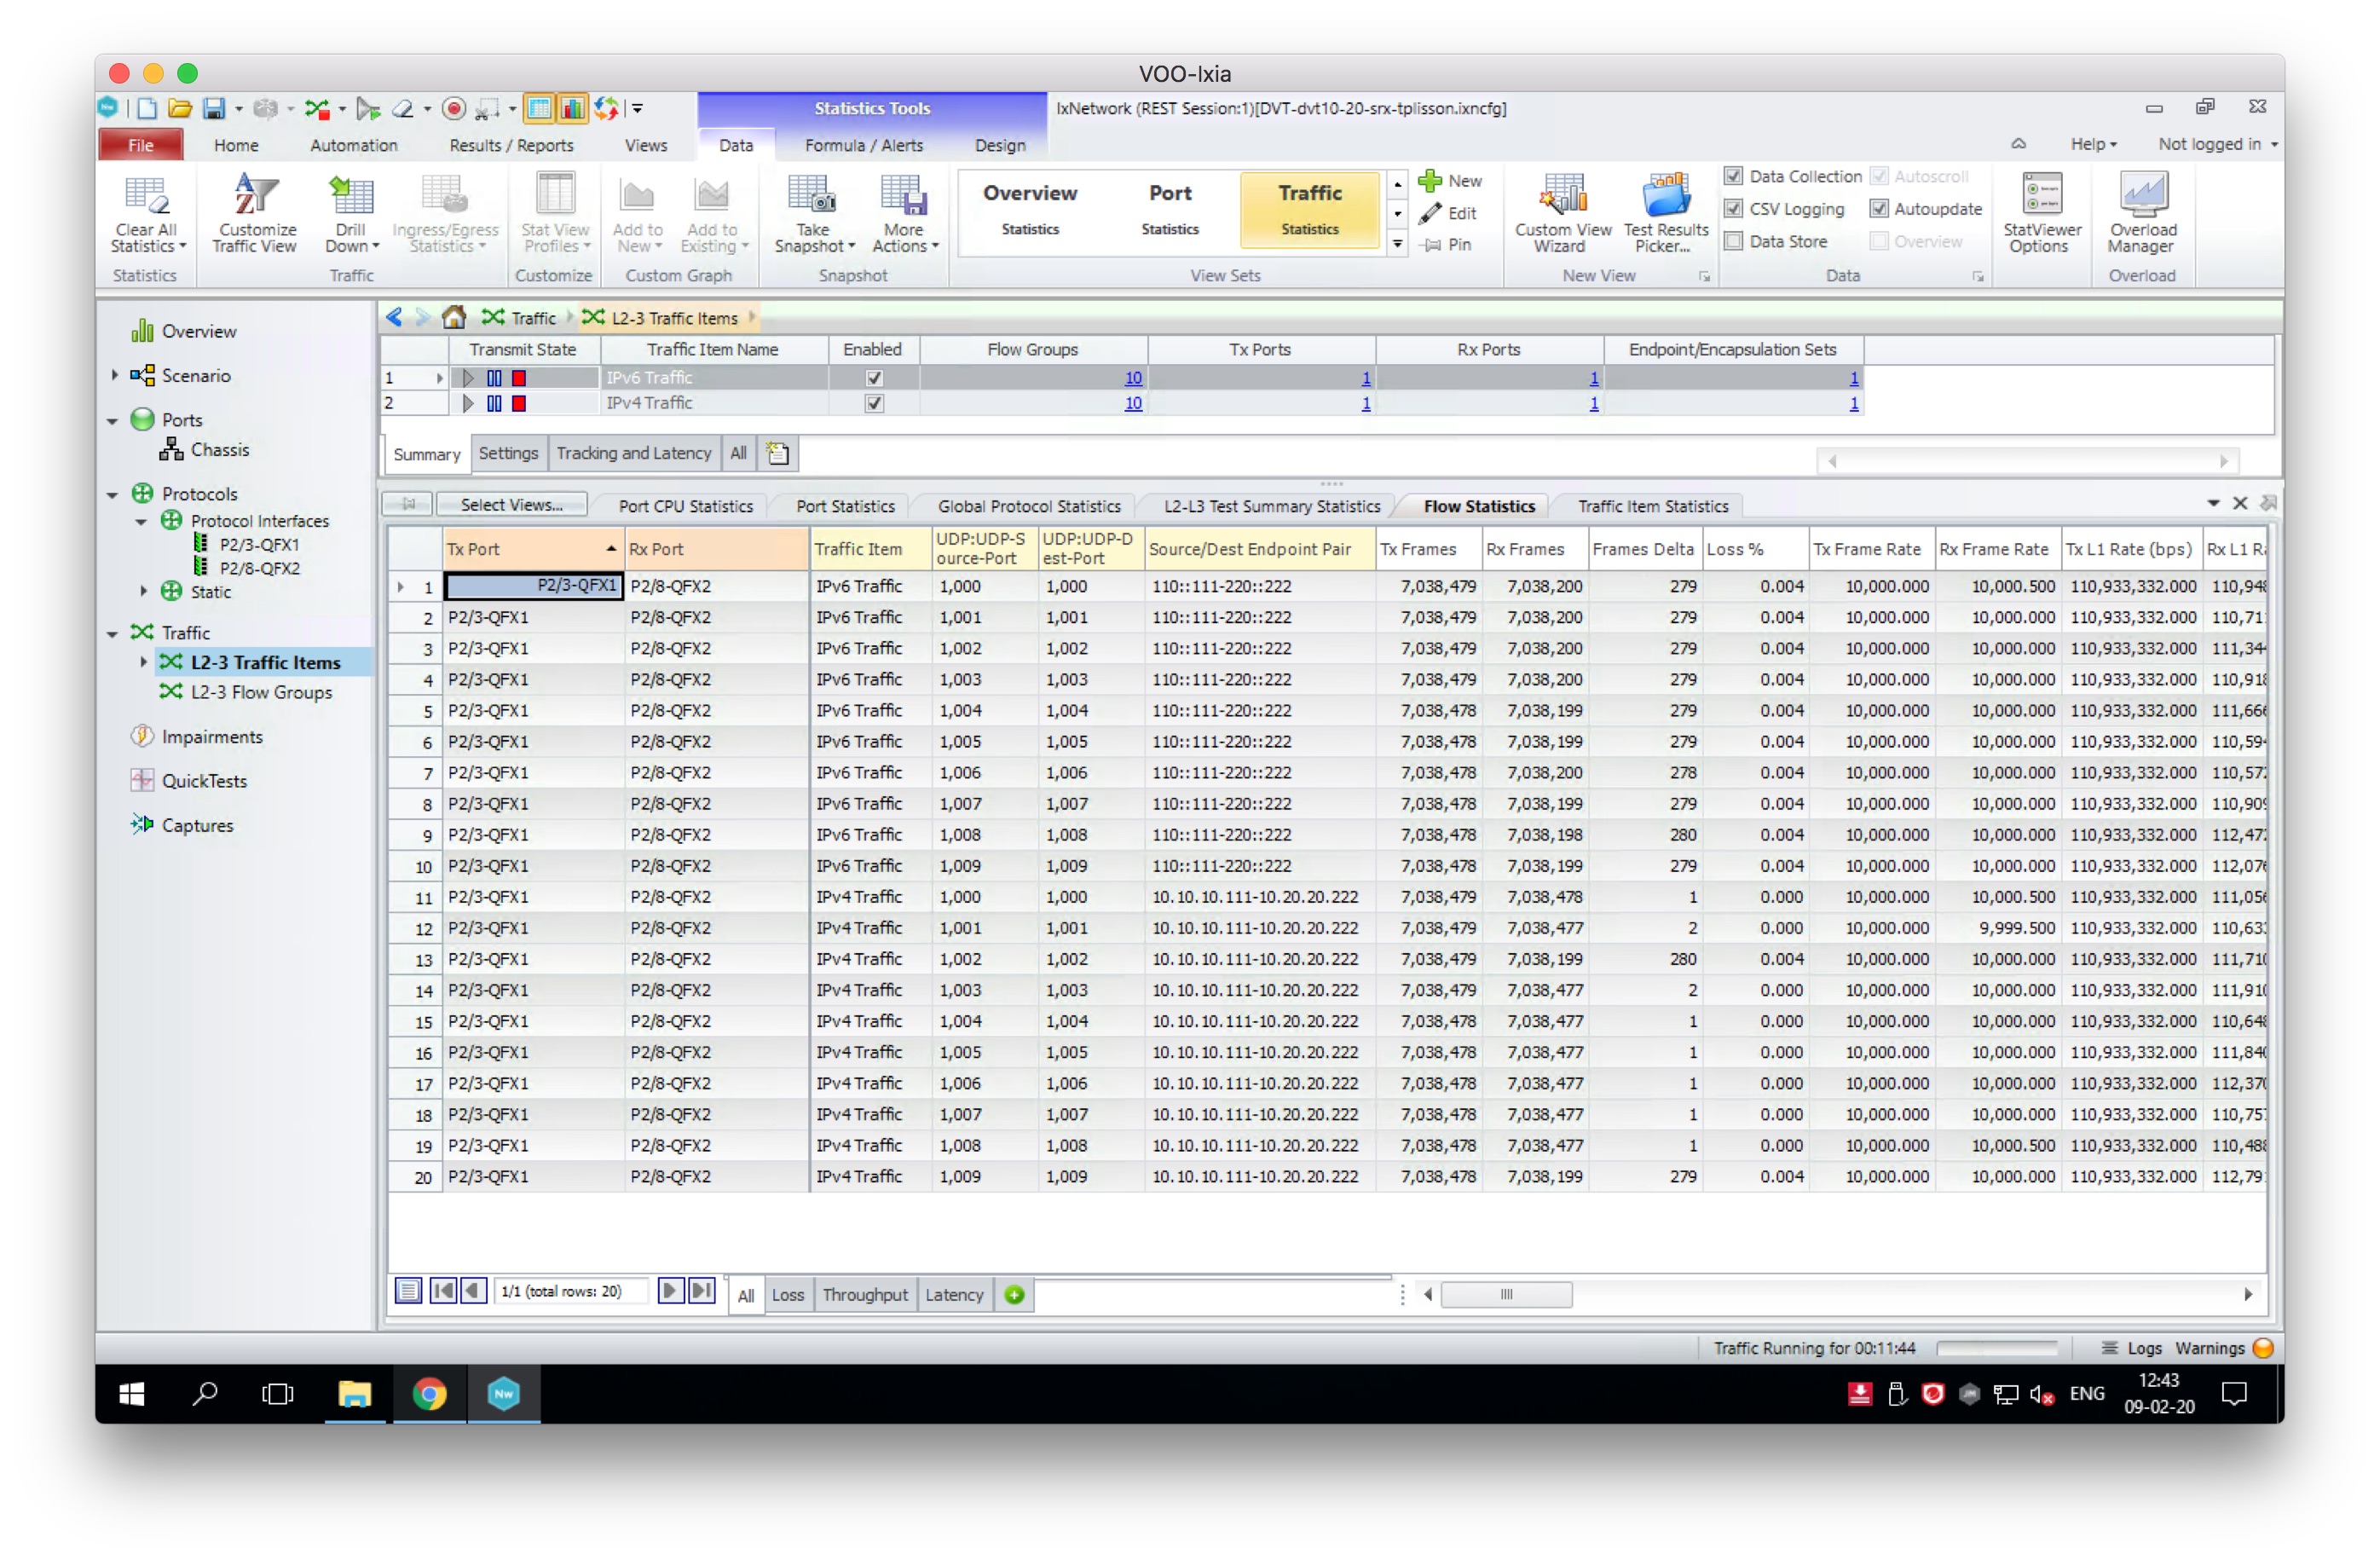 VOO-Ixia
Statistics Tools
IxNetwork (REST Session:1)[DVT-dvt10-20-srx-tplisson.ixncfg]
File Home Automation Results / Reports Views Data Formula / Alerts Design Help Not logged in
Clear All Statistics
Customize Traffic View
Drill Down
Ingress/Egress Statistics
Stat View Profiles
Add to New
Add to Existing
Take Snapshot
More Actions
Overview Statistics
Port Statistics
Traffic Statistics
New
Edit
Pin
Custom View Wizard
Test Results Picker...
Data Collection Autoscroll
CSV Logging Autoupdate
Data Store Overview
StatViewer Options
Overload Manager
Statistics Traffic Customize Custom Graph Snapshot View Sets New View Data Overload
Overview
Scenario
Ports
Chassis
Protocols
Protocol Interfaces
P2/3-QFX1
P2/8-QFX2
Static
Traffic
L2-3 Traffic Items
L2-3 Flow Groups
Impairments
QuickTests
Captures
Traffic L2-3 Traffic Items
Transmit State Traffic Item Name Enabled Flow Groups Tx Ports Rx Ports Endpoint/Encapsulation Sets
1 IPv6 Traffic 10 1 1 1
2 IPv4 Traffic 10 1 1 1
Summary Settings Tracking and Latency All
Select Views... Port CPU Statistics Port Statistics Global Protocol Statistics L2-L3 Test Summary Statistics Flow Statistics Traffic Item Statistics
Tx Port Rx Port Traffic Item UDP:UDP-Source-Port UDP:UDP-Dest-Port Source/Dest Endpoint Pair Tx Frames Rx Frames Frames Delta Loss % Tx Frame Rate Rx Frame Rate Tx L1 Rate (bps) Rx L1
1 P2/3-QFX1 P2/8-QFX2 IPv6 Traffic 1,000 1,000 110::111-220::222 7,038,479 7,038,200 279 0.004 10,000.000 10,000.500 110,933,332.000 110,948
2 P2/3-QFX1 P2/8-QFX2 IPv6 Traffic 1,001 1,001 110::111-220::222 7,038,479 7,038,200 279 0.004 10,000.000 10,000.000 110,933,332.000 110,71
3 P2/3-QFX1 P2/8-QFX2 IPv6 Traffic 1,002 1,002 110::111-220::222 7,038,479 7,038,200 279 0.004 10,000.000 10,000.000 110,933,332.000 111,344
4 P2/3-QFX1 P2/8-QFX2 IPv6 Traffic 1,003 1,003 110::111-220::222 7,038,479 7,038,200 279 0.004 10,000.000 10,000.000 110,933,332.000 110,918
5 P2/3-QFX1 P2/8-QFX2 IPv6 Traffic 1,004 1,004 110::111-220::222 7,038,478 7,038,199 279 0.004 10,000.000 10,000.000 110,933,332.000 111,666
6 P2/3-QFX1 P2/8-QFX2 IPv6 Traffic 1,005 1,005 110::111-220::222 7,038,478 7,038,199 279 0.004 10,000.000 10,000.000 110,933,332.000 110,594
7 P2/3-QFX1 P2/8-QFX2 IPv6 Traffic 1,006 1,006 110::111-220::222 7,038,478 7,038,200 278 0.004 10,000.000 10,000.000 110,933,332.000 110,572
8 P2/3-QFX1 P2/8-QFX2 IPv6 Traffic 1,007 1,007 110::111-220::222 7,038,478 7,038,199 279 0.004 10,000.000 10,000.000 110,933,332.000 110,909
9 P2/3-QFX1 P2/8-QFX2 IPv6 Traffic 1,008 1,008 110::111-220::222 7,038,478 7,038,198 280 0.004 10,000.000 10,000.000 110,933,332.000 112,472
10 P2/3-QFX1 P2/8-QFX2 IPv6 Traffic 1,009 1,009 110::111-220::222 7,038,478 7,038,199 279 0.004 10,000.000 10,000.000 110,933,332.000 112,076
11 P2/3-QFX1 P2/8-QFX2 IPv4 Traffic 1,000 1,000 10.10.10.111-10.20.20.222 7,038,479 7,038,478 1 0.000 10,000.000 10,000.500 110,933,332.000 111,056
12 P2/3-QFX1 P2/8-QFX2 IPv4 Traffic 1,001 1,001 10.10.10.111-10.20.20.222 7,038,479 7,038,477 2 0.000 10,000.000 9,999.500 110,933,332.000 110,63
13 P2/3-QFX1 P2/8-QFX2 IPv4 Traffic 1,002 1,002 10.10.10.111-10.20.20.222 7,038,479 7,038,199 280 0.004 10,000.000 10,000.000 110,933,332.000 111,710
14 P2/3-QFX1 P2/8-QFX2 IPv4 Traffic 1,003 1,003 10.10.10.111-10.20.20.222 7,038,479 7,038,477 2 0.000 10,000.000 10,000.000 110,933,332.000 111,910
15 P2/3-QFX1 P2/8-QFX2 IPv4 Traffic 1,004 1,004 10.10.10.111-10.20.20.222 7,038,478 7,038,477 1 0.000 10,000.000 10,000.000 110,933,332.000 110,648
16 P2/3-QFX1 P2/8-QFX2 IPv4 Traffic 1,005 1,005 10.10.10.111-10.20.20.222 7,038,478 7,038,477 1 0.000 10,000.000 10,000.000 110,933,332.000 111,840
17 P2/3-QFX1 P2/8-QFX2 IPv4 Traffic 1,006 1,006 10.10.10.111-10.20.20.222 7,038,478 7,038,477 1 0.000 10,000.000 10,000.000 110,933,332.000 112,370
18 P2/3-QFX1 P2/8-QFX2 IPv4 Traffic 1,007 1,007 10.10.10.111-10.20.20.222 7,038,478 7,038,477 1 0.000 10,000.000 10,000.000 110,933,332.000 110,757
19 P2/3-QFX1 P2/8-QFX2 IPv4 Traffic 1,008 1,008 10.10.10.111-10.20.20.222 7,038,478 7,038,477 1 0.000 10,000.000 10,000.500 110,933,332.000 110,488
20 P2/3-QFX1 P2/8-QFX2 IPv4 Traffic 1,009 1,009 10.10.10.111-10.20.20.222 7,038,478 7,038,199 279 0.004 10,000.000 10,000.000 110,933,332.000 112,79
1/1 (total rows: 20) All Loss Throughput Latency
Traffic Running for 00:11:44 Logs Warnings
Nw ENG 12:43
09-02-20